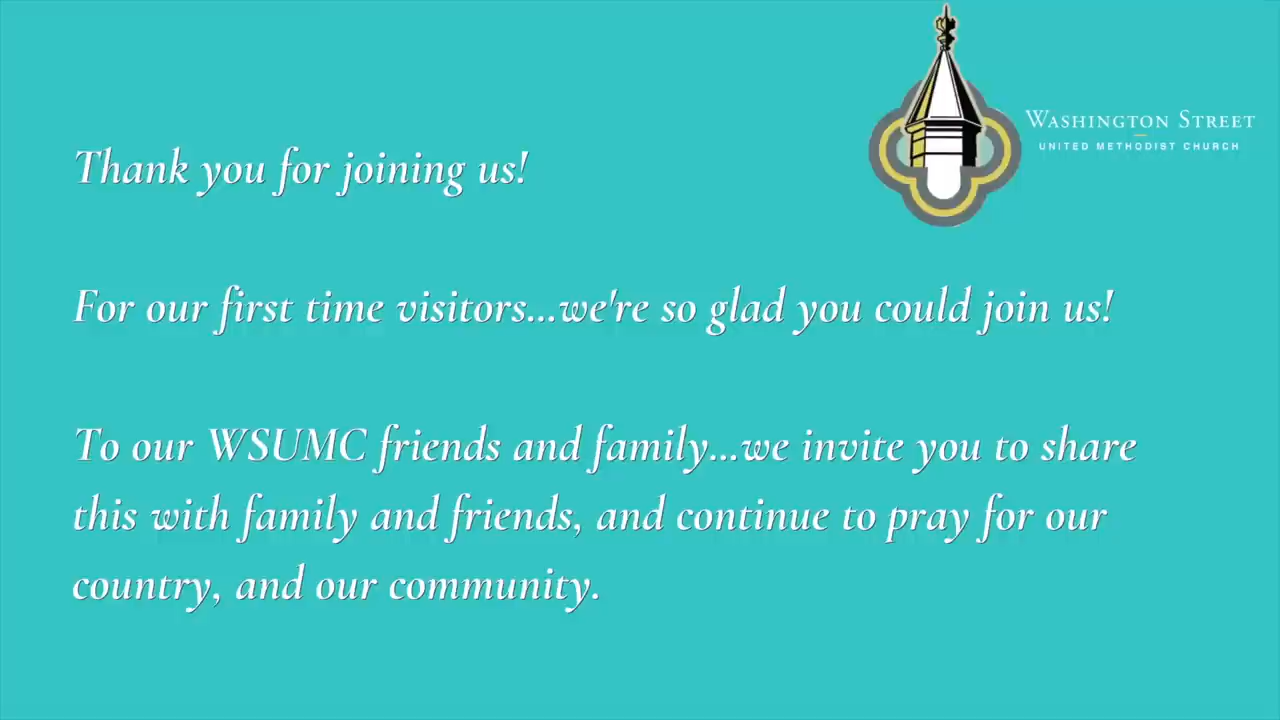 Washington Street
UNITED METHODIST CHURCH
Thank you for joining us!
For our first time visitors...we're so glad you could join us!
To our WSUMC friends and family...we invite you to share
this with family and friends, and continue to pray for our
country, and our community.